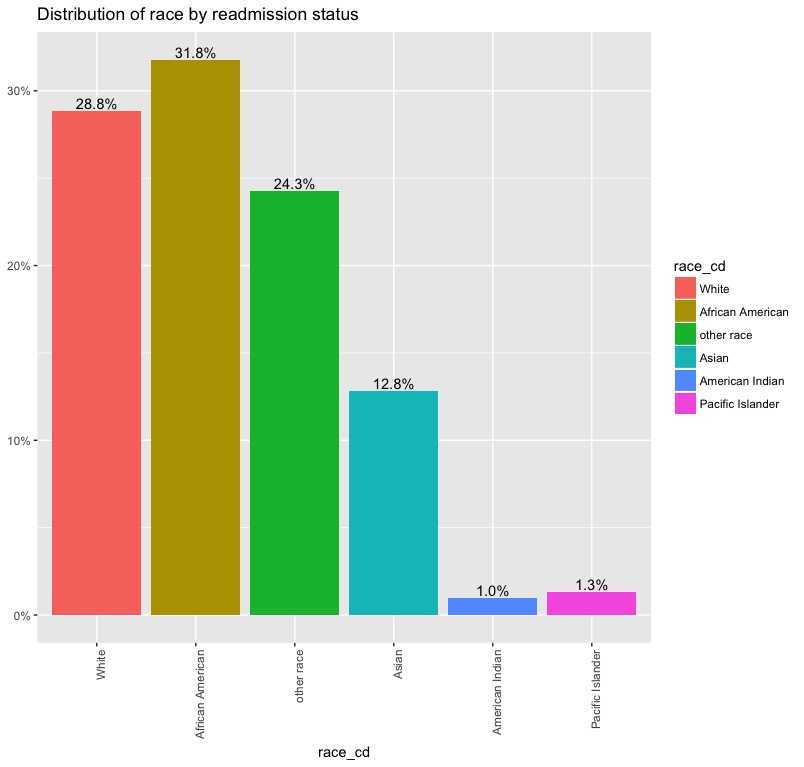 Distribution of race by readmission status
30%
20%
10%
0%
28.8%
31.8%
24.3%
12.8%
1.0%
1.3%
White
African American
other race
Asian
American Indian
Pacific Islander
race_cd
race_cd
White
African American
other race
Asian
American Indian
Pacific Islander